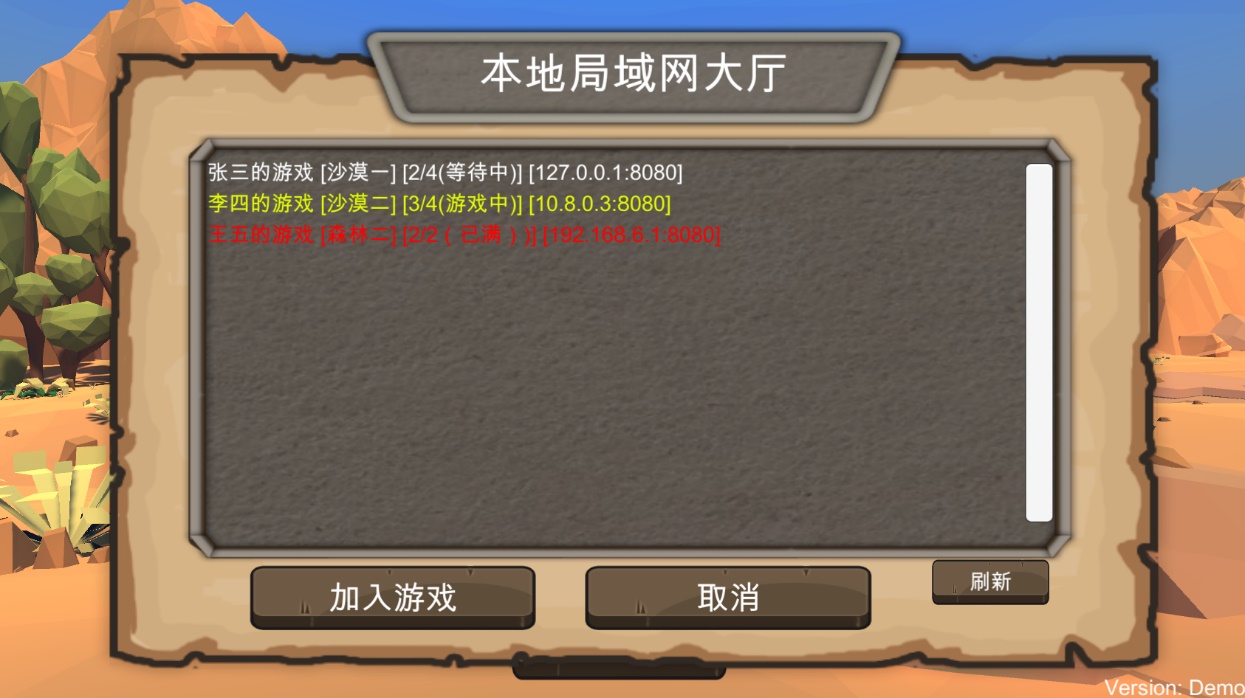 本地局域网大厅
张三的游戏 [沙漠一] [2/4(等待中)] [127.0.0.1:8080]
李四的游戏 [沙漠二] [3/4(游戏中)] [10.8.0.3:8080]
王五的游戏 [森林二] [2/2（已满）)] [192.168.6.1:8080]
加入游戏
取消
刷新
Version: Demo